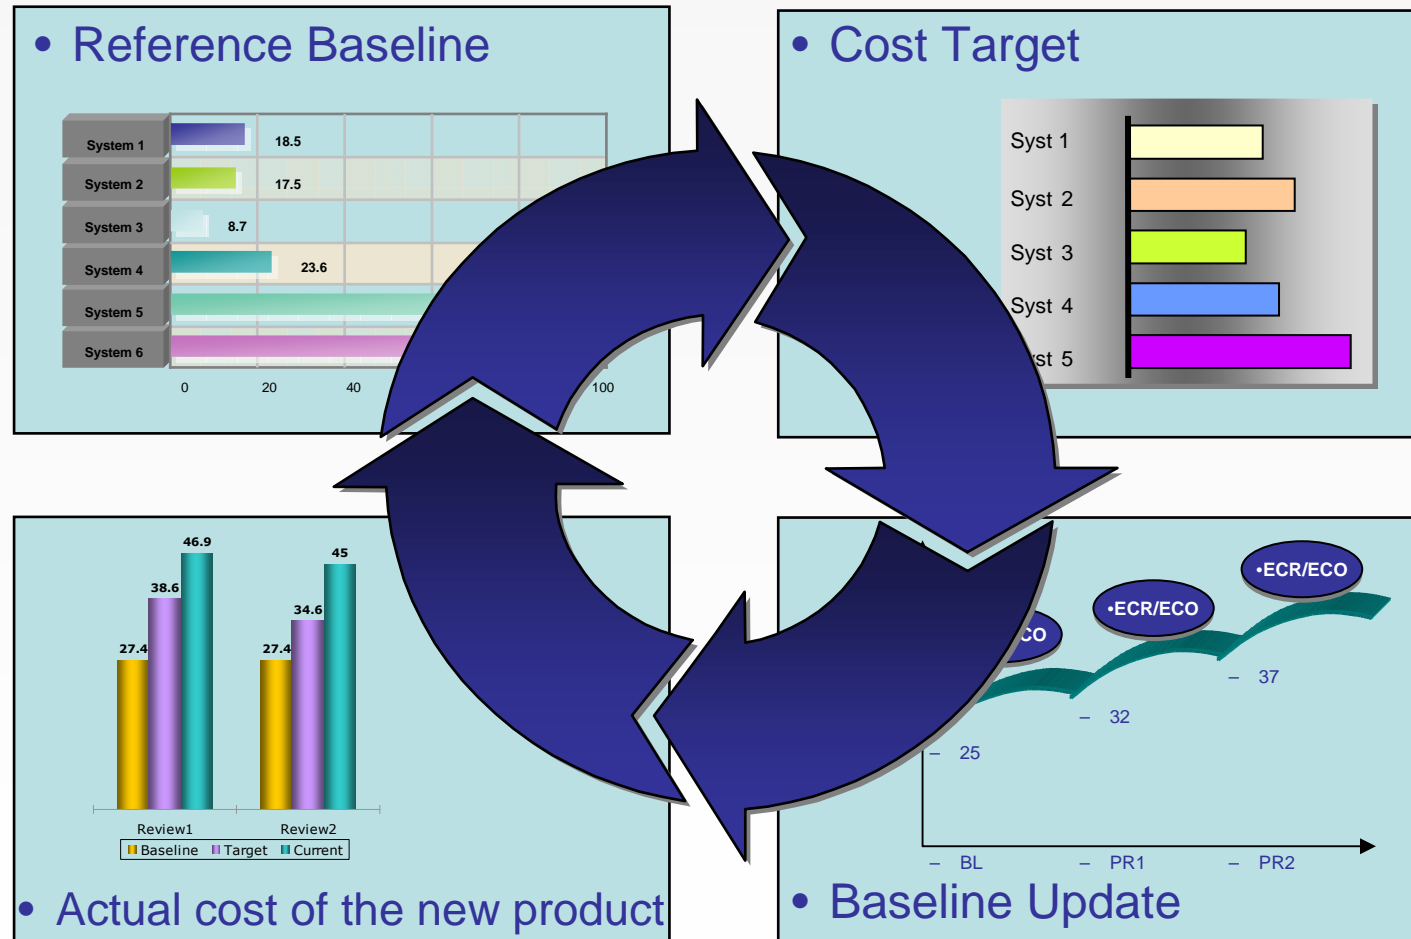 • Reference Baseline
System 1
18.5
System 2
17.5
System 3
8.7
System 4
23.6
System 5
System 6
0 20 40 100
• Cost Target
Syst 1
Syst 2
Syst 3
Syst 4
5
46.9
45
38.6
34.6
27.4
27.4
Review1 Review2
Baseline Target Current
• Actual cost of the new product
•ECR/ECO
•ECR/ECO
– 37
– 32
– 25
– BL – PR1 – PR2
• Baseline Update